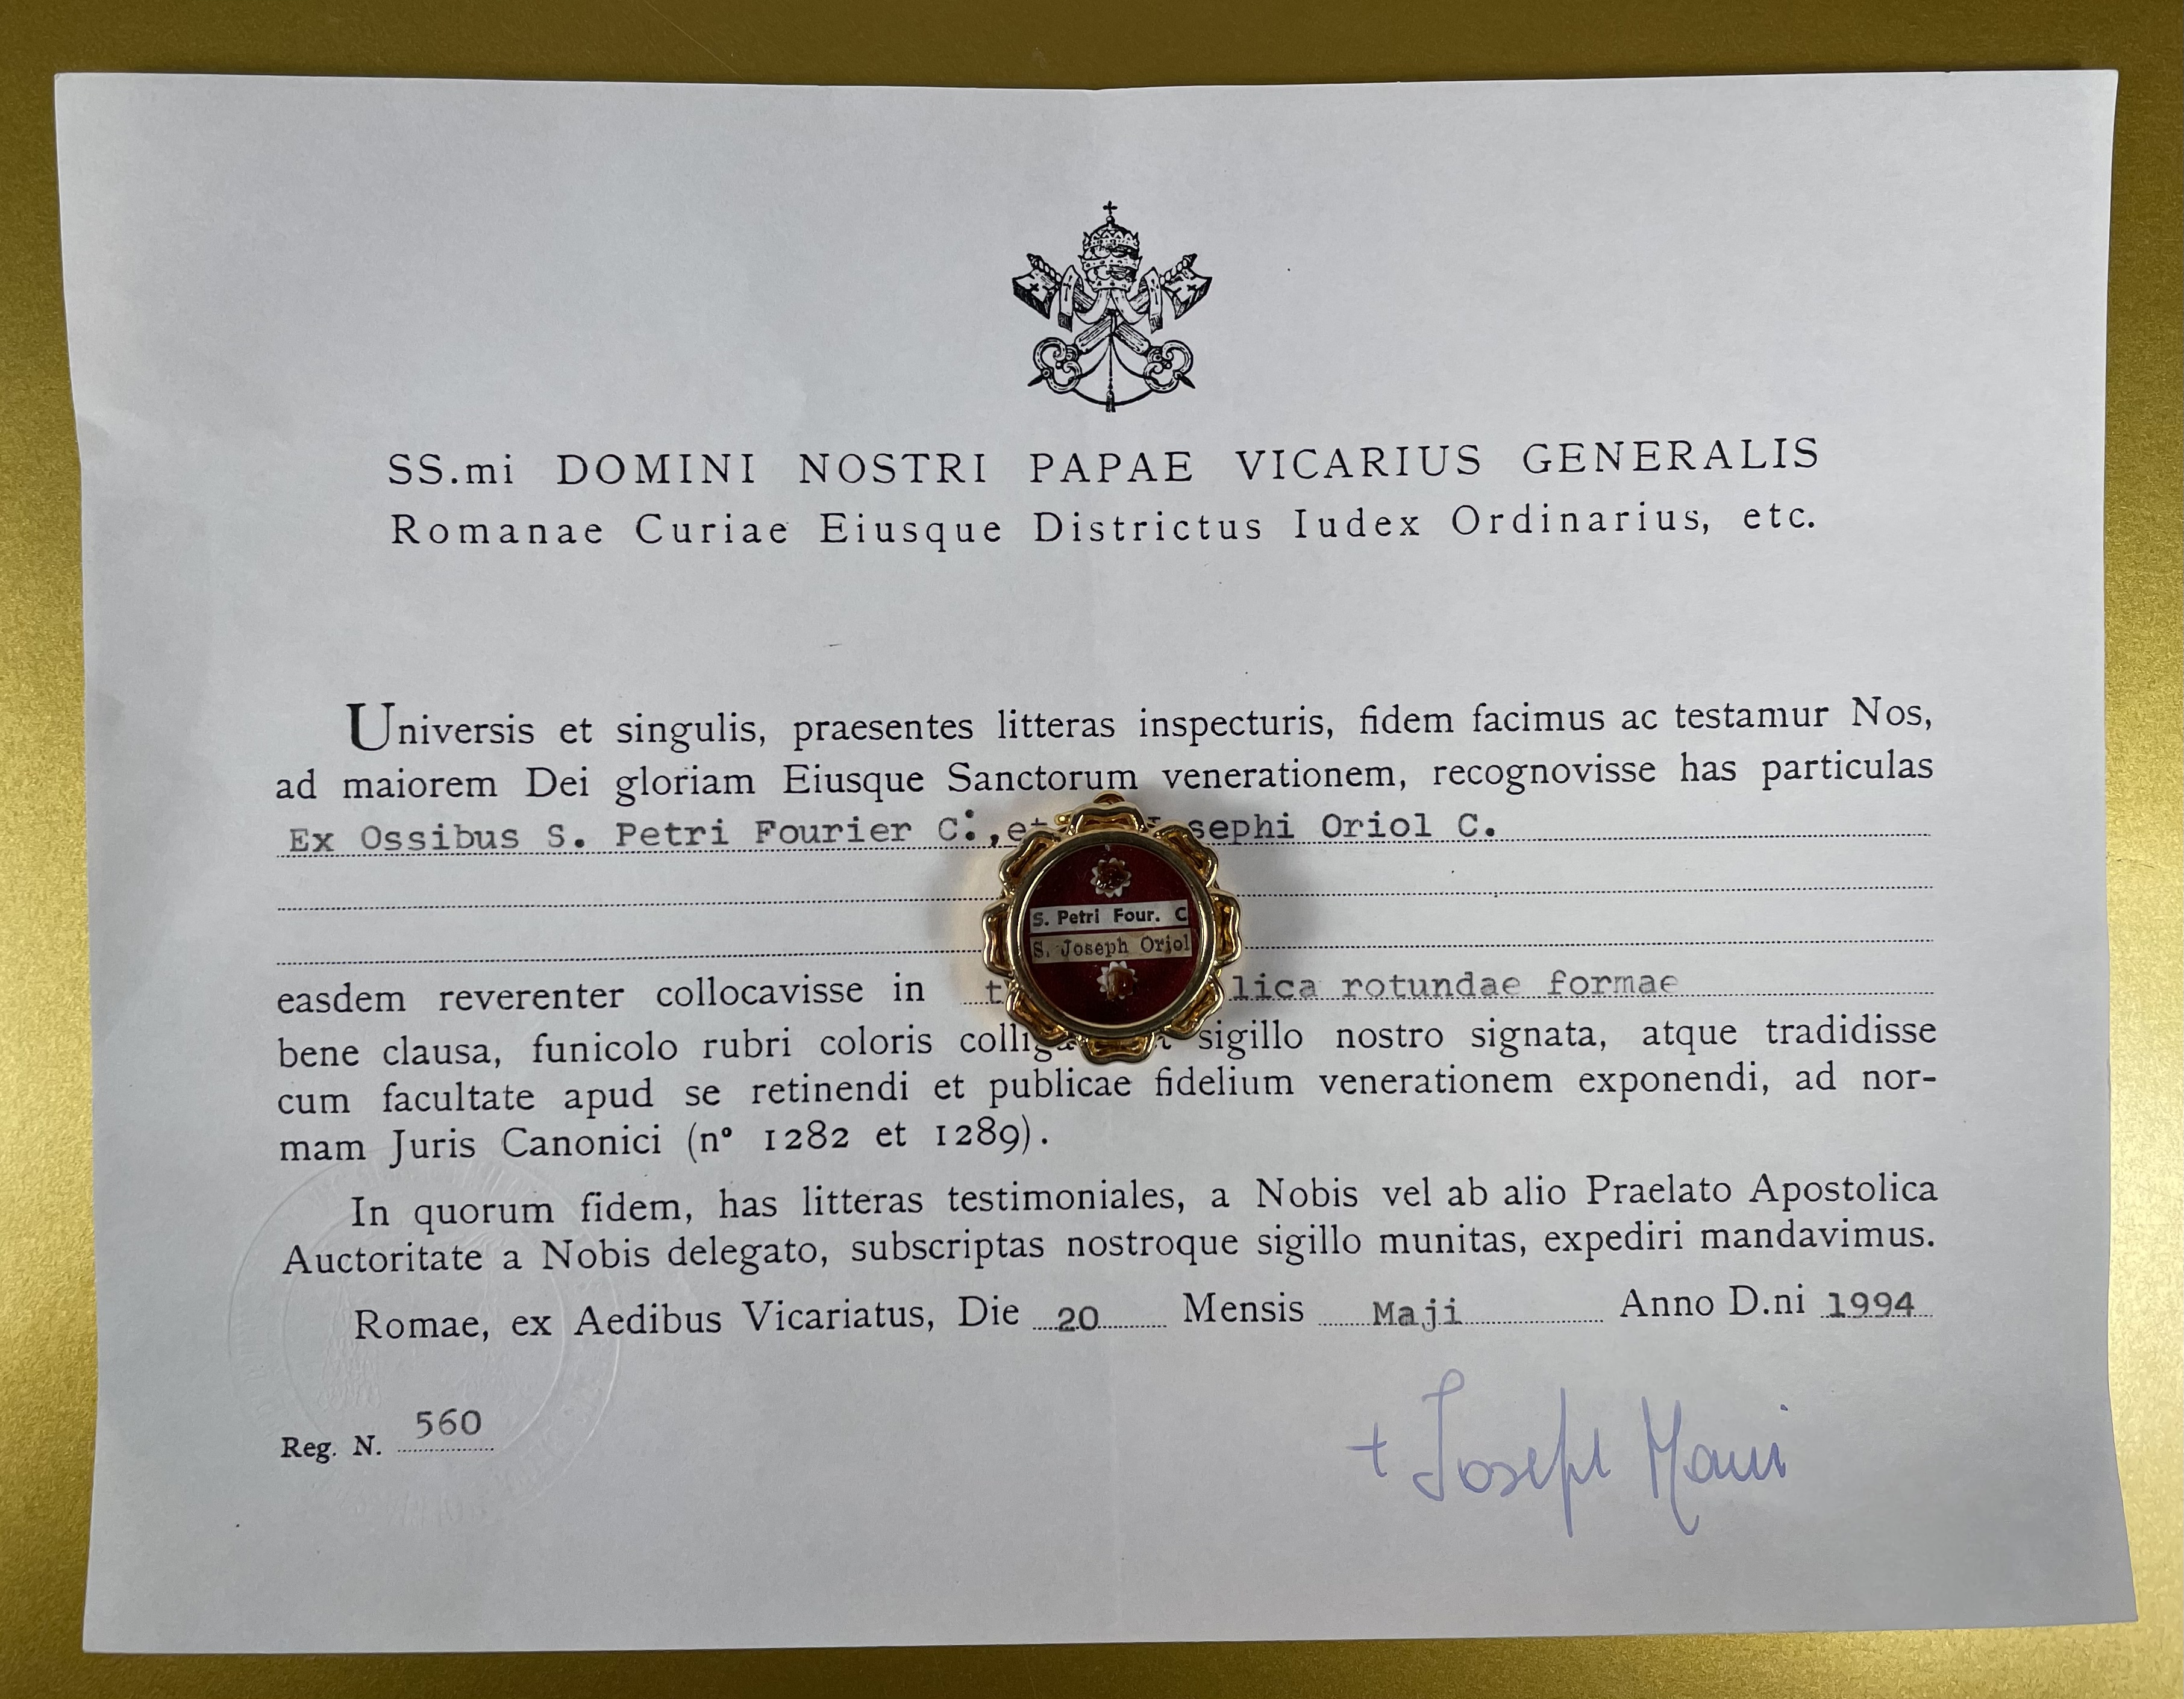 SS.mi DOMINI NOSTRI PAPAE VICARIUS GENERALIS
Romanae Curiae Eiusque Districtus Iudex Ordinarius, etc.
Universis et singulis, praesentes litteras inspecturis, fidem facimus ac testamur Nos,
ad maiorem Dei gloriam Eiusque Sanctorum venerationem, recognovisse has particulas
Ex Ossibus S. Petri Fourier C.,et sephi Oriol C.
S. Petri Four. C
S. Joseph Oriol
easdem reverenter collocavisse in t lica rotundae formae
bene clausa, funicolo rubri coloris collig sigillo nostro signata, atque tradidisse
cum facultate apud se retinendi et publicae fidelium venerationem exponendi, ad nor-
mam Juris Canonici (nº 1282 et 1289).
In quorum fidem, has litteras testimoniales, a Nobis vel ab alio Praelato Apostolica
Auctoritate a Nobis delegato, subscriptas nostroque sigillo munitas, expediri mandavimus.
Romae, ex Aedibus Vicariatus, Die 20 Mensis Maji Anno D.ni 1994
Reg. N. 560
+ Joseph